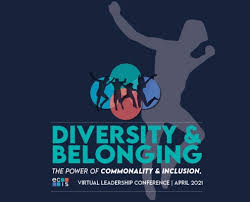 DIVERSITY &
BELONGING
THE POWER OF COMMONALITY & INCLUSION.
VIRTUAL LEADERSHIP CONFERENCE | APRIL 2021